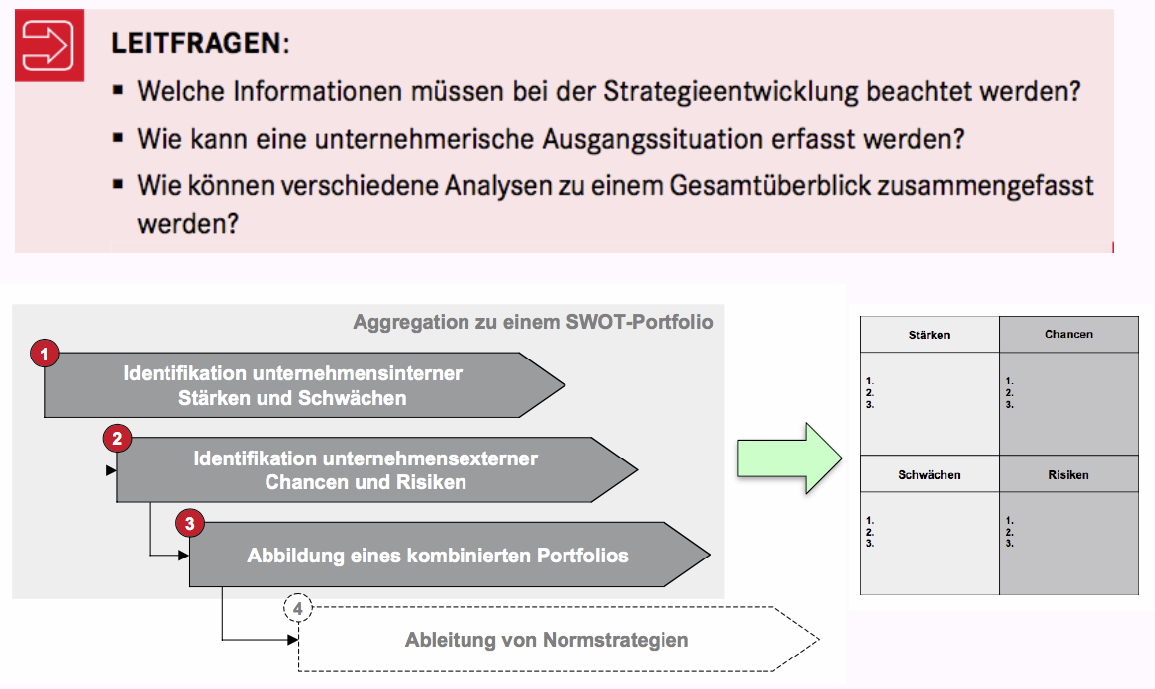 LEITFRAGEN:
▪ Welche Informationen müssen bei der Strategieentwicklung beachtet werden?
▪ Wie kann eine unternehmerische Ausgangssituation erfasst werden?
▪ Wie können verschiedene Analysen zu einem Gesamtüberblick zusammengefasst
werden?
Aggregation zu einem SWOT-Portfolio
1
Identifikation unternehmensinterner
Stärken und Schwächen
2
Identifikation unternehmensexterner
Chancen und Risiken
3
Abbildung eines kombinierten Portfolios
4
Ableitung von Normstrategien
Stärken
Chancen
1.
2.
3.
1.
2.
3.
Schwächen
Risiken
1.
2.
3.
1.
2.
3.